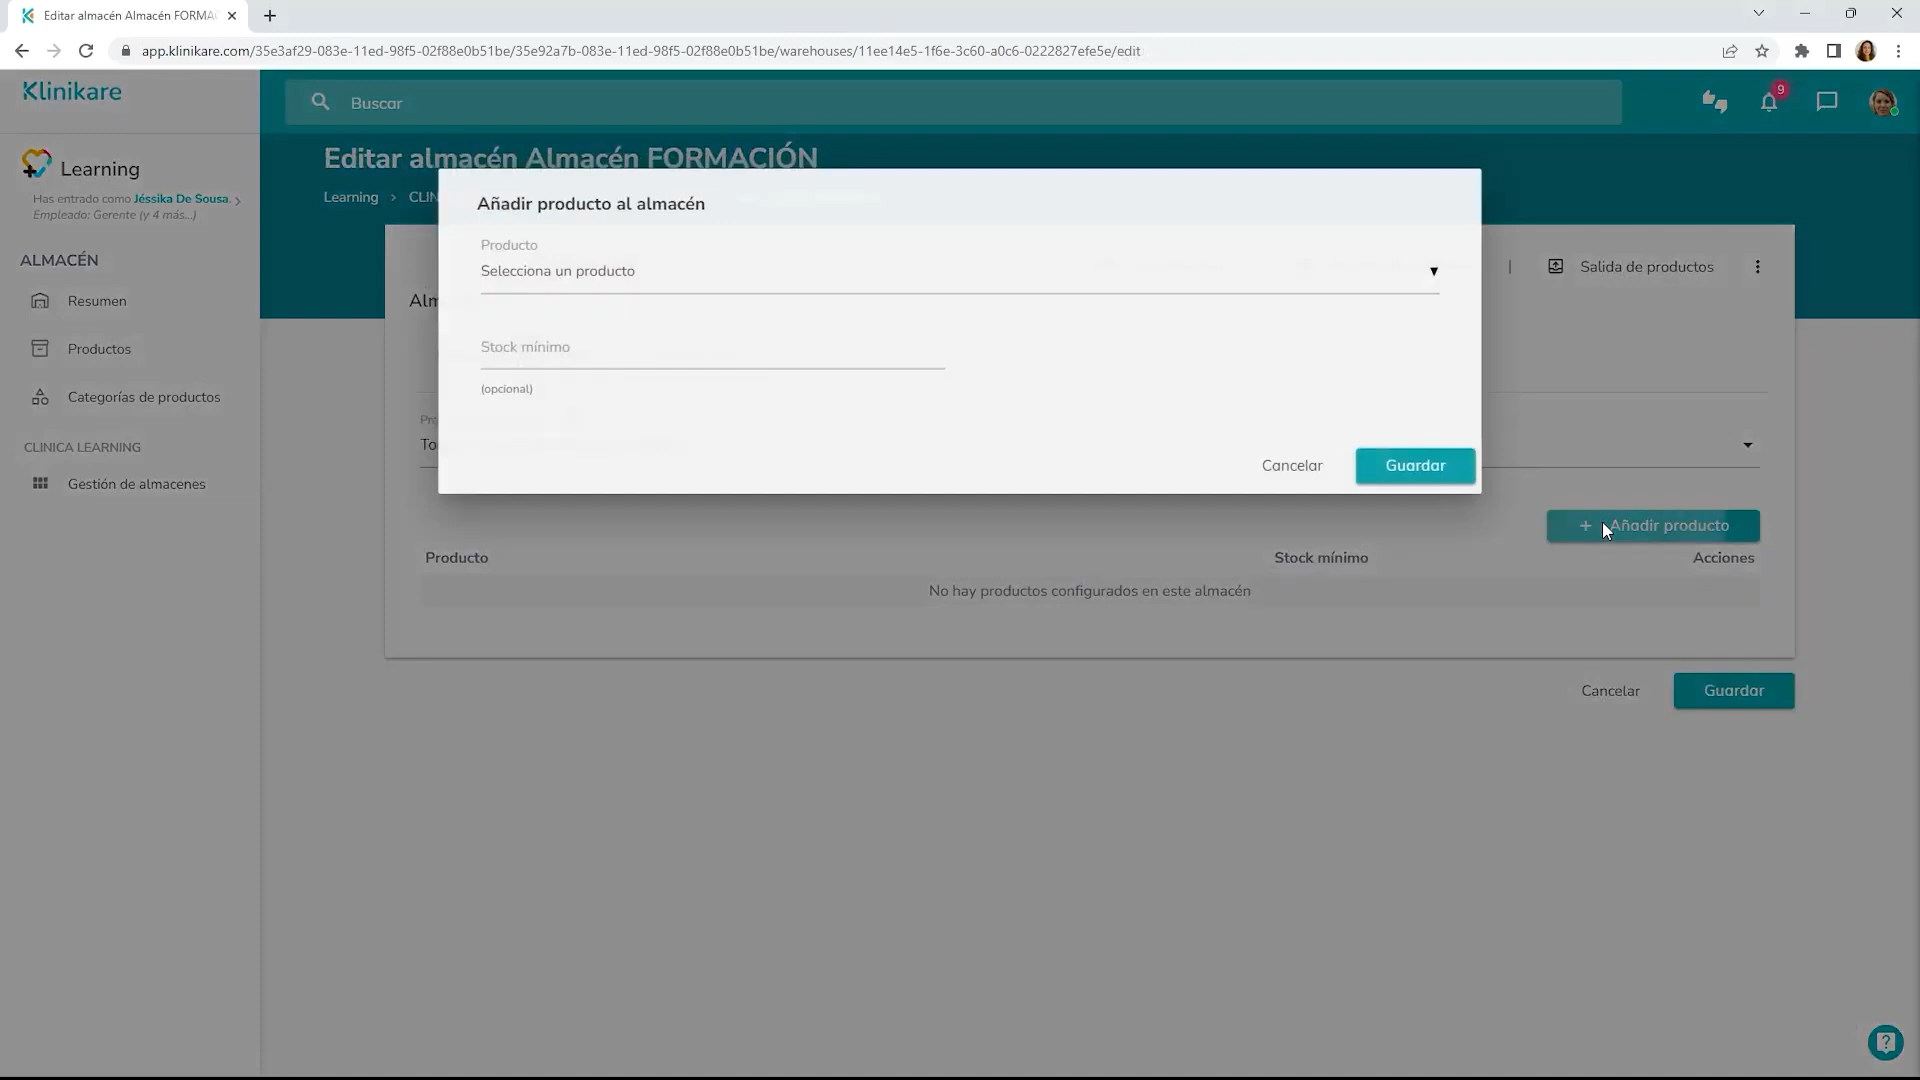 Editar almacén Almacén FORMA
app.klinikare.com/35e3af29-083e-11ed-98f5-02f88e0b51be/35e92a7b-083e-11ed-98f5-02f88e0b51be/warehouses/11ee14e5-1f6e-3c60-a0c6-0222827efe5e/edit
Klinikare
Buscar
9
Learning
Has entrado como Jéssika De Sousa.
Empleado: Gerente (y 4 más...)
ALMACÉN
Resumen
Productos
Categorías de productos
CLINICA LEARNING
Gestión de almacenes
Editar almacén Almacén FORMACIÓN
Learning > CLIN
Añadir producto al almacén
Producto
Selecciona un producto
Stock mínimo
(opcional)
Cancelar
Guardar
| Salida de productos
Alm
Pro
To
+ Añadir producto
Producto Stock mínimo Acciones
No hay productos configurados en este almacén
Cancelar
Guardar